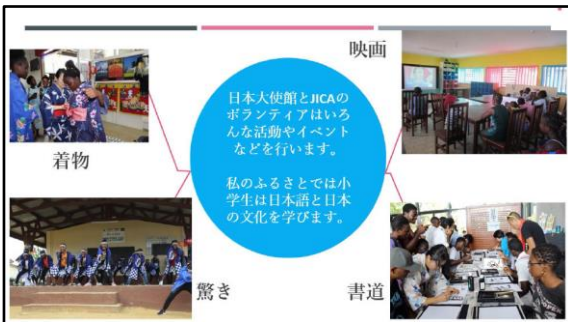 映画
日本大使館とJICAの
ボランティアはいろ
んな活動やイベント
などを行います。
私のふるさとでは小
学生は日本語と日本
の文化を学びます。
着物
驚き
書道